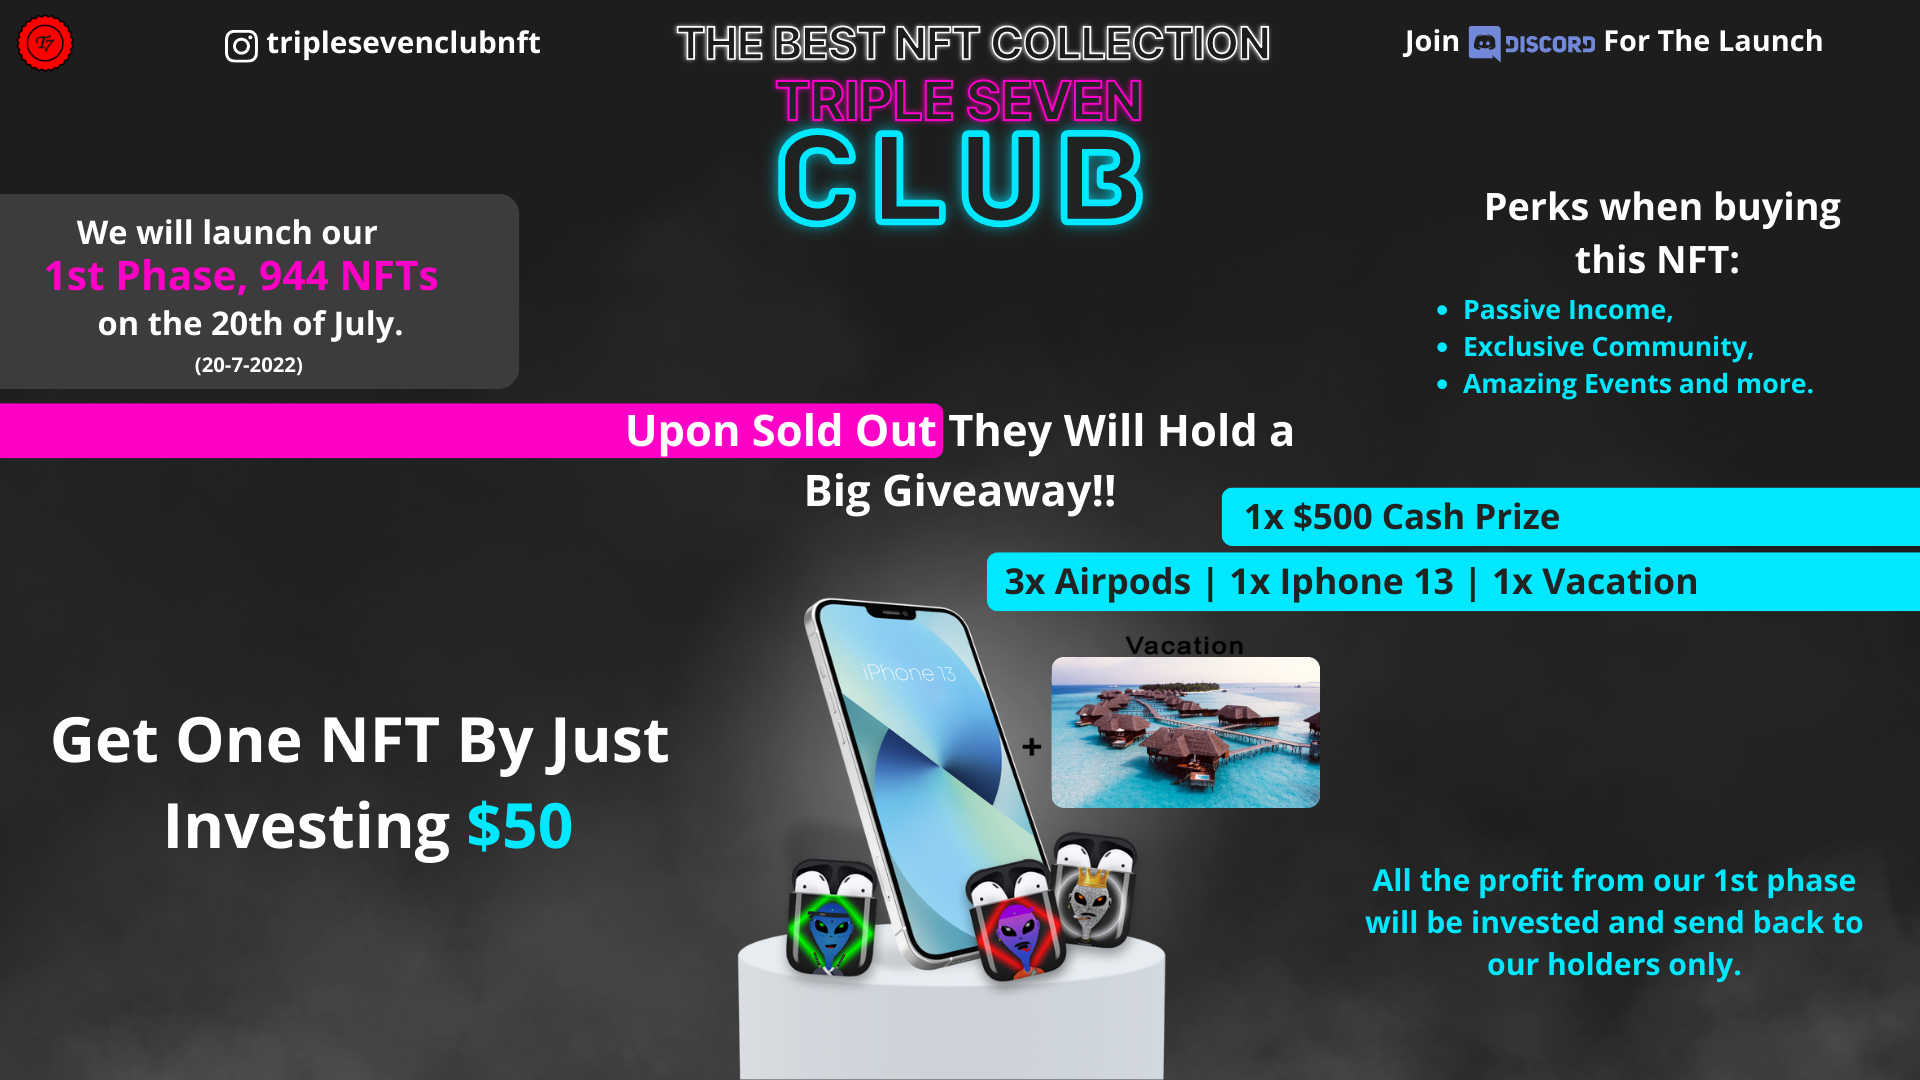 T7
triplesevenclubnft
THE BEST NFT COLLECTION
TRIPLE SEVEN
CLUB
Join DISCORD For The Launch
We will launch our
1st Phase, 944 NFTs
on the 20th of July.
(20-7-2022)
Perks when buying
this NFT:
• Passive Income,
• Exclusive Community,
• Amazing Events and more.
Upon Sold Out They Will Hold a
Big Giveaway!!
1x $500 Cash Prize
3x Airpods | 1x Iphone 13 | 1x Vacation
Vacation
iPhone 13
+
Get One NFT By Just
Investing $50
All the profit from our 1st phase
will be invested and send back to
our holders only.